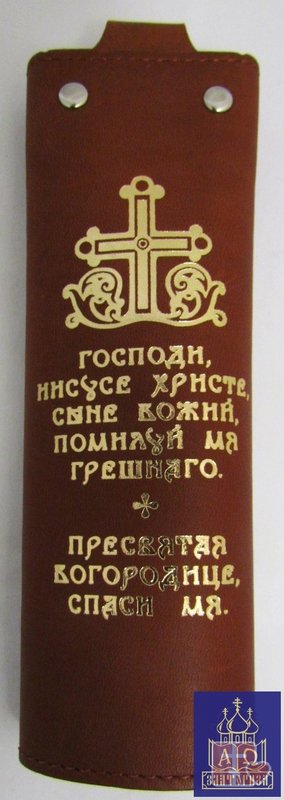 ГОСПОДИ,
ИИСУСЕ ХРИСТЕ,
СЫНЕ БОЖИЙ,
ПОМИЛУЙ МЯ
ГРЕШНАГО.
ПРЕСВЯТАЯ
БОГОРОДИЦЕ,
СПАСИ МЯ.